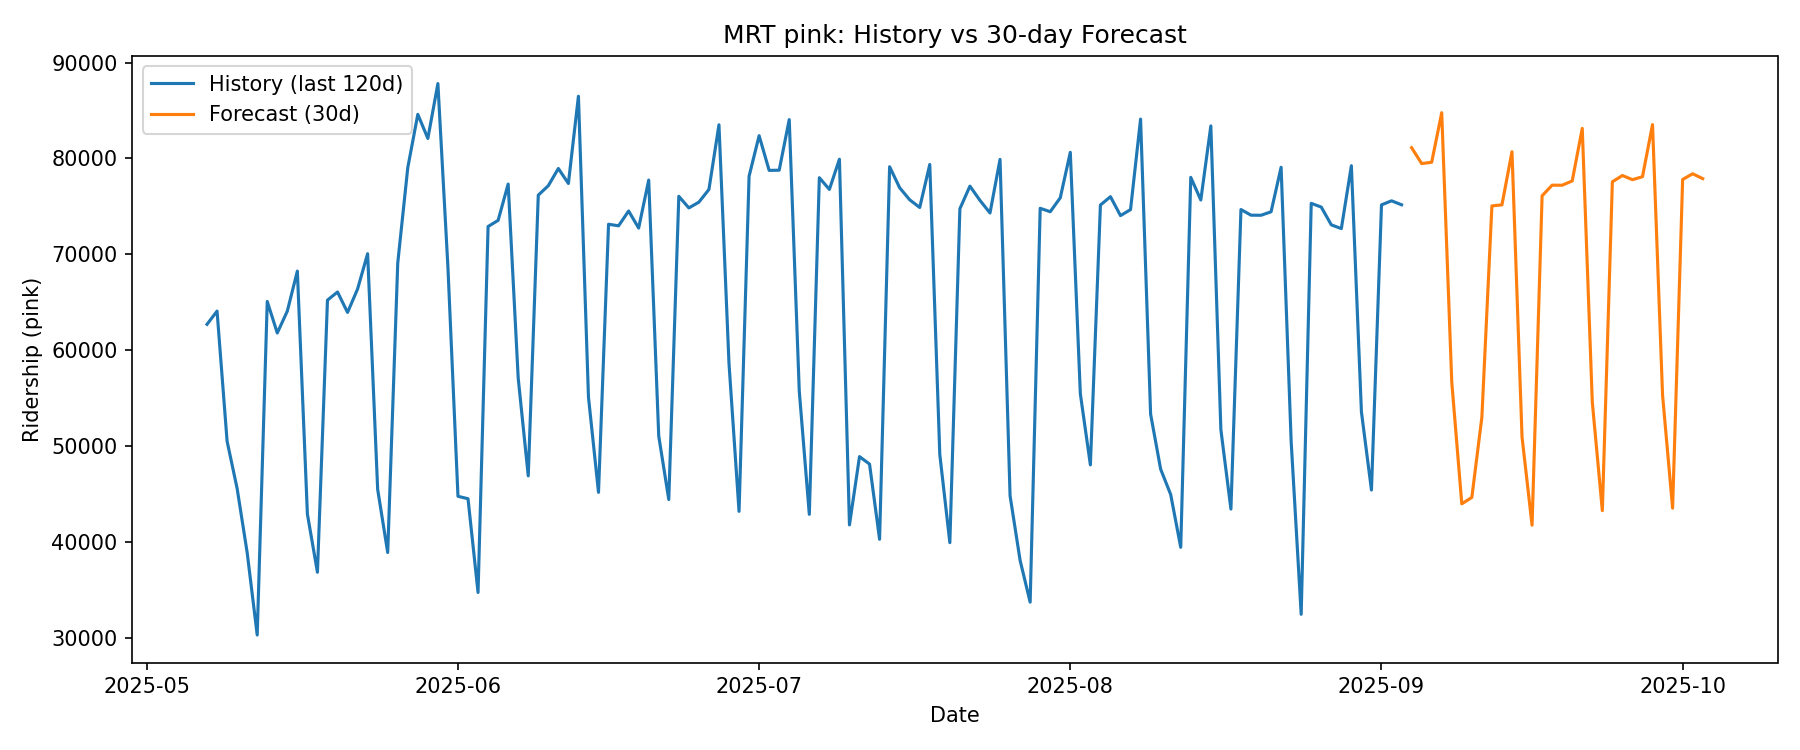 MRT pink: History vs 30-day Forecast
History (last 120d)
Forecast (30d)
90000
80000
70000
60000
50000
40000
30000
Ridership (pink)
2025-05 2025-06 2025-07 2025-08 2025-09 2025-10
Date